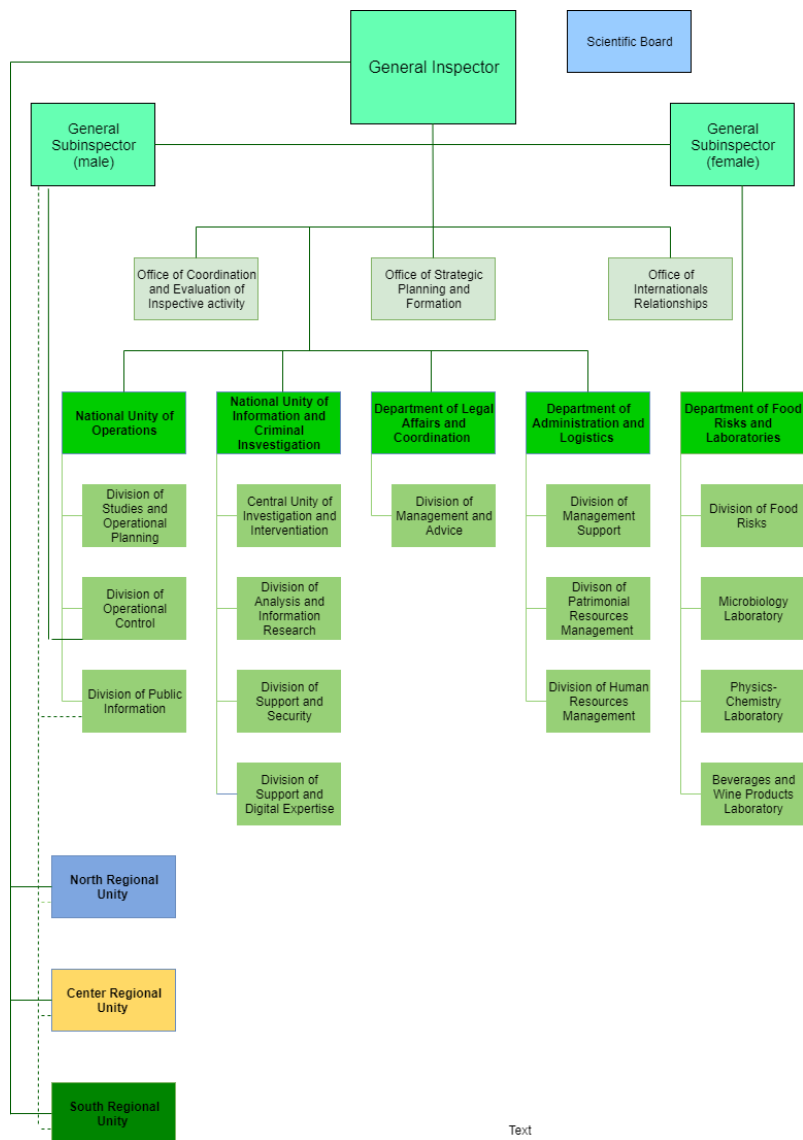 General Inspector
Scientific Board
General
Subinspector
(male)
General
Subinspector
(female)
Office of Coordination
and Evaluation of
Inspective activity
Office of Strategic
Planning and
Formation
Office of
Internationals
Relationships
National Unity of
Operations
National Unity of
Information and
Criminal
Insvestigation
Department of Legal
Affairs and
Coordination
Department of
Administration and
Logistics
Department of Food
Risks and
Laboratories
Division of
Studies and
Operational
Planning
Central Unity of
Investigation and
Interventiation
Division of
Management and
Advice
Division of
Management
Support
Division of Food
Risks
Division of
Operational
Control
Division of
Analysis and
Information
Research
Divison of
Patrimonial
Resources
Management
Microbiology
Laboratory
Division of Public
Information
Division of
Support and
Security
Division of Human
Resources
Management
Physics-
Chemistry
Laboratory
Division of
Support and
Digital Expertise
Beverages and
Wine Products
Laboratory
North Regional
Unity
Center Regional
Unity
South Regional
Unity
Text